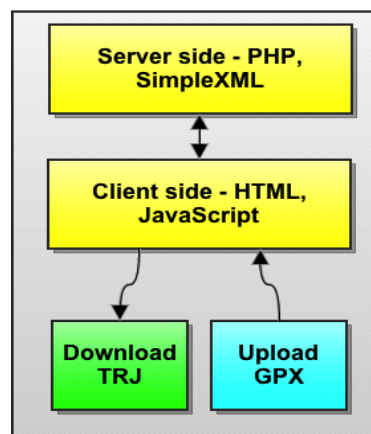 Server side - PHP,
SimpleXML
Client side - HTML,
JavaScript
Download
TRJ
Upload
GPX